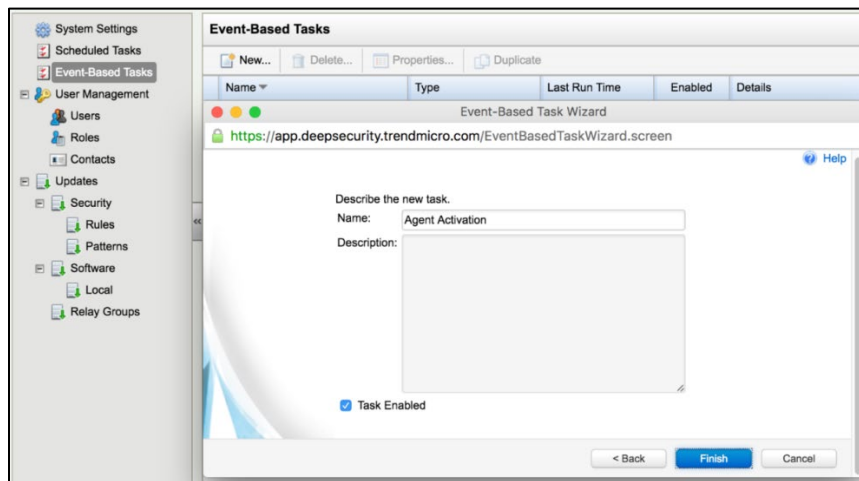 System Settings
Scheduled Tasks
Event-Based Tasks
User Management
Users
Roles
Contacts
Updates
Security
Rules
Patterns
Software
Local
Relay Groups
«
Event-Based Tasks
New... Delete... Properties... Duplicate
Name Type Last Run Time Enabled Details
Event-Based Task Wizard
https://app.deepsecurity.trendmicro.com/EventBasedTaskWizard.screen
Help
Describe the new task.
Name: Agent Activation
Description:
Task Enabled
< Back Finish Cancel